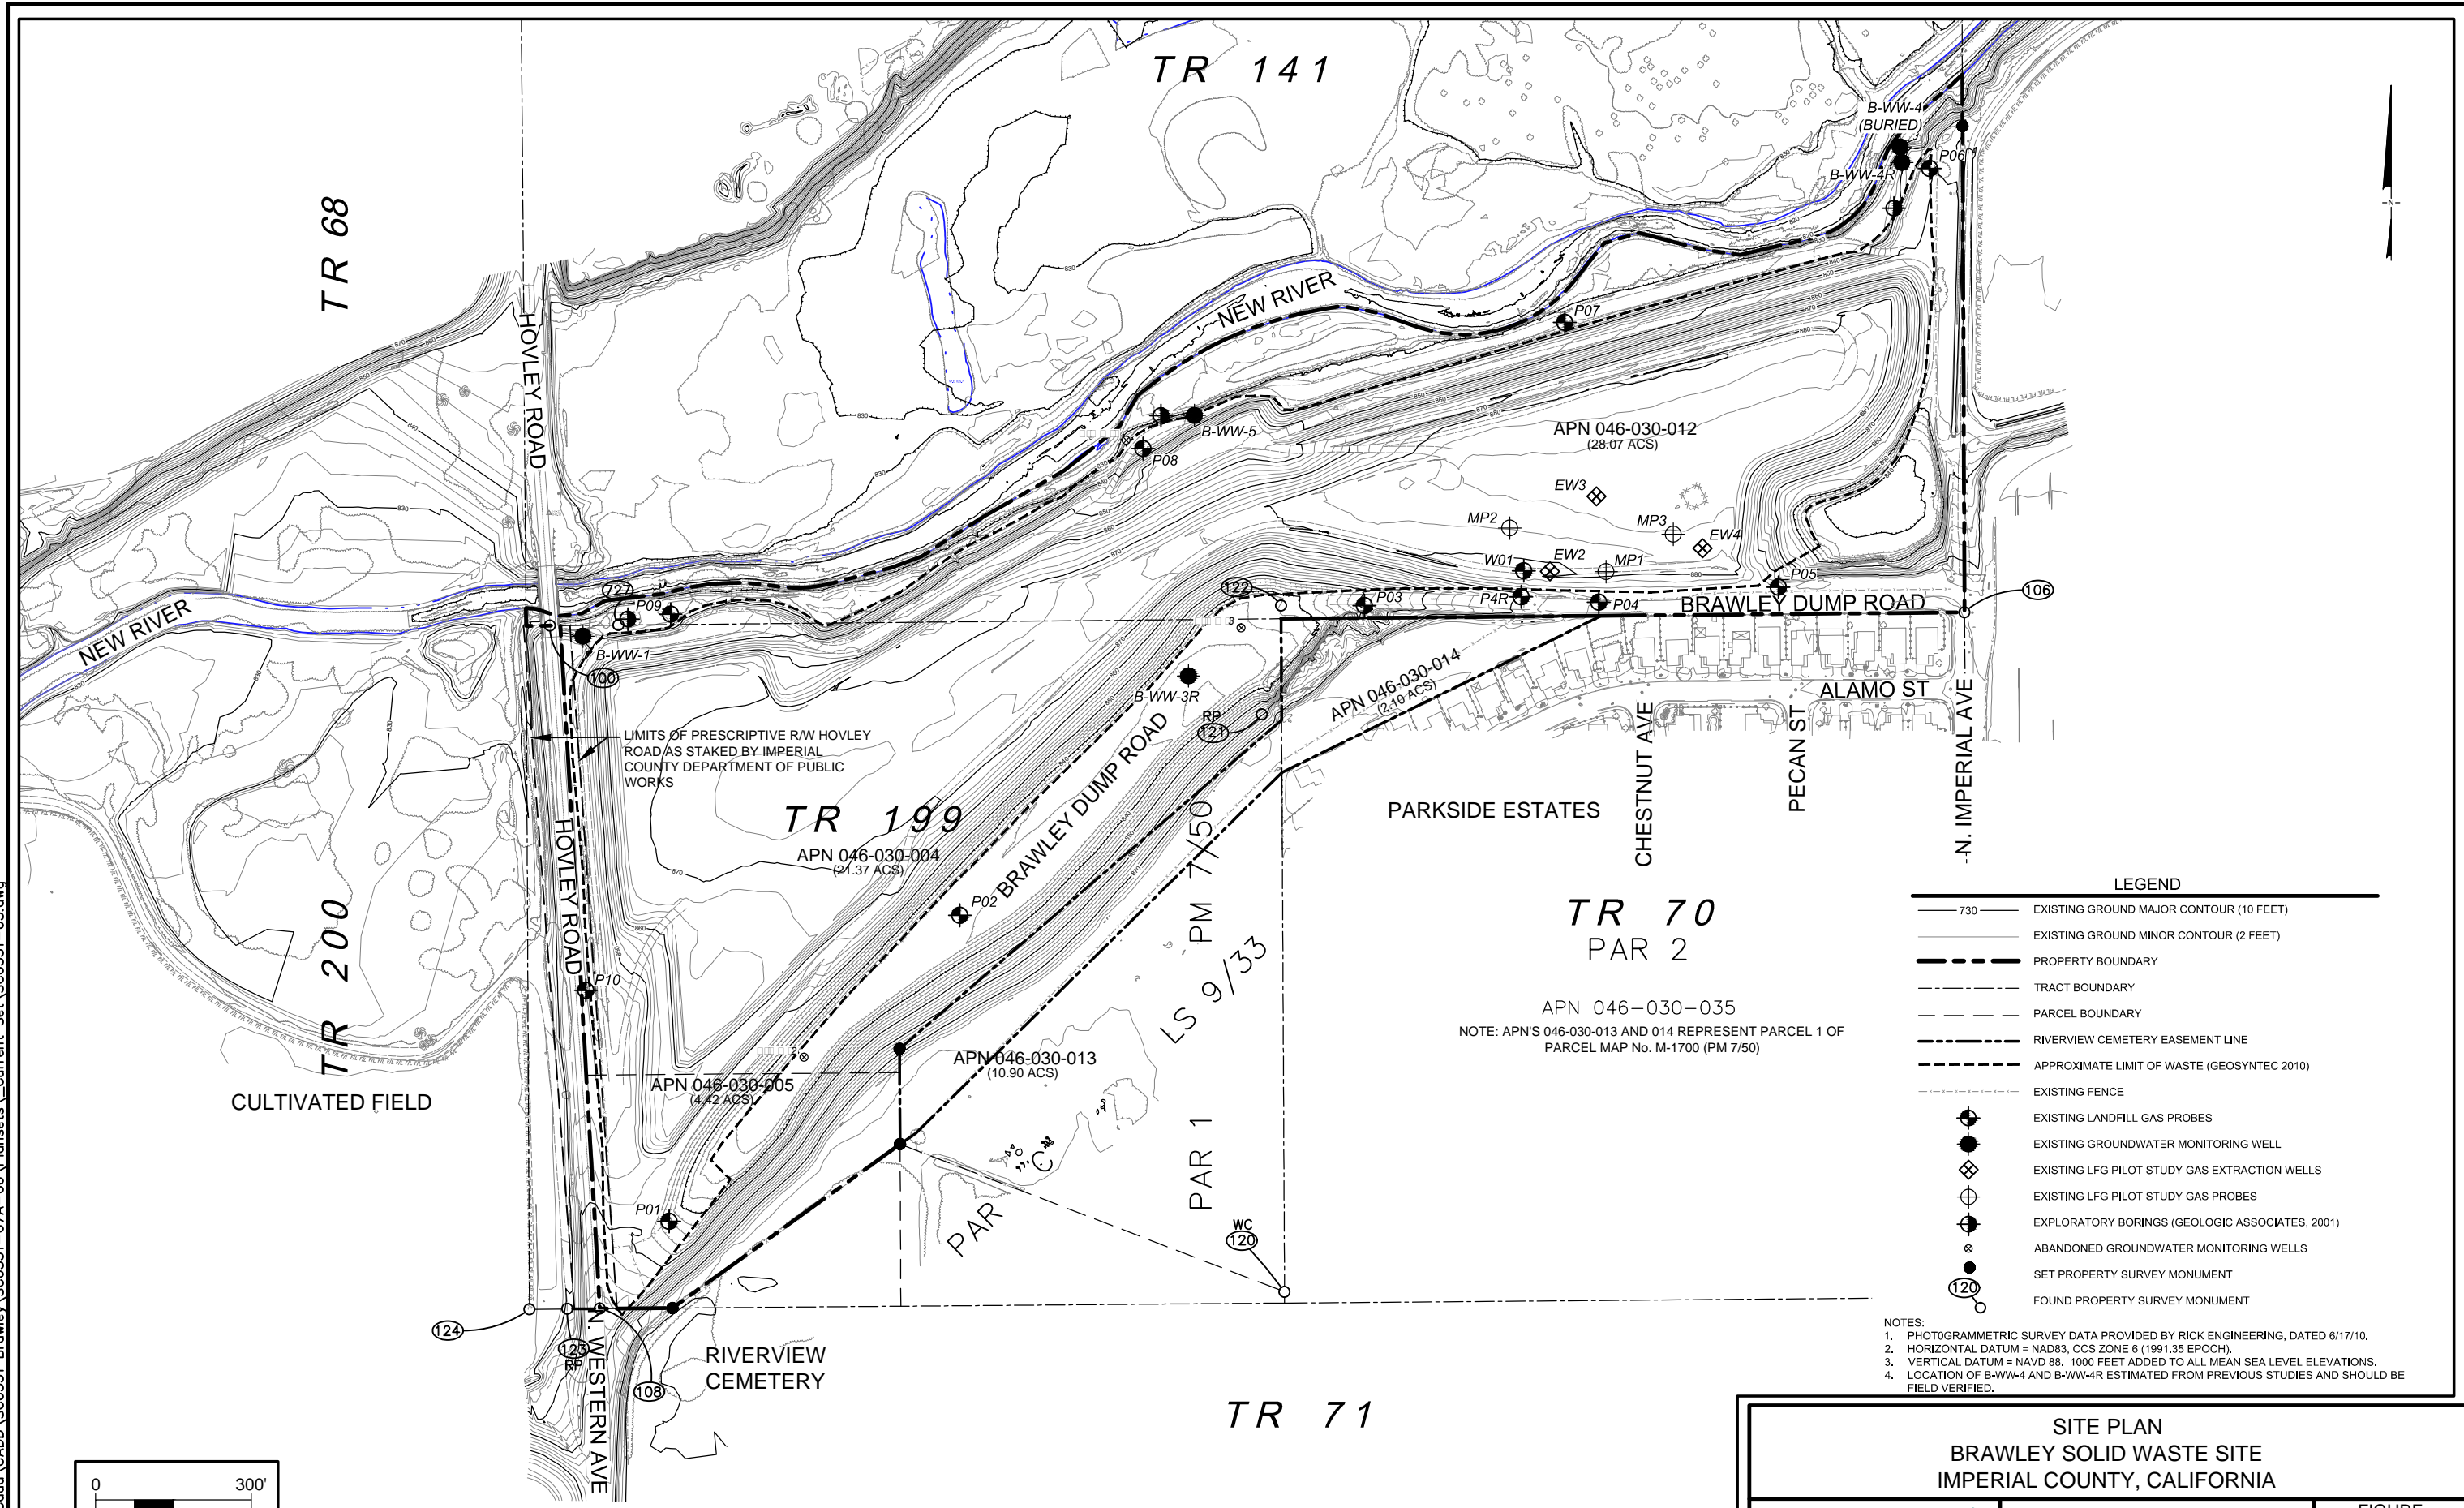 TR 141
TR 68
B-WW-4
(BURIED)
P06
B-WW-4R
-N-
HOVLEY ROAD
NEW RIVER
P07
B-WW-5
P08
APN 046-030-012
(28.07 ACS)
EW3
MP2
MP3
EW4
W01
EW2
MP1
P05
727
P09
122
P03
P4R
P04
BRAWLEY DUMP ROAD
106
NEW RIVER
B-WW-1
100
3
B-WW-3R
APN 046-030-014
(2.10 ACS)
ALAMO ST
RP
121
LIMITS OF PRESCRIPTIVE R/W HOVLEY
ROAD AS STAKED BY IMPERIAL
COUNTY DEPARTMENT OF PUBLIC
WORKS
CHESTNUT AVE
PECAN ST
N. IMPERIAL AVE
PARKSIDE ESTATES
TR 199
APN 046-030-004
(21.37 ACS)
BRAWLEY DUMP ROAD
HOVLEY ROAD
P02
PM 7/50
LS 9/33
TR 70
PAR 2
APN 046-030-035
NOTE: APN'S 046-030-013 AND 014 REPRESENT PARCEL 1 OF
PARCEL MAP No. M-1700 (PM 7/50)
TR 200
P10
CULTIVATED FIELD
APN 046-030-005
(4.42 ACS)
APN 046-030-013
(10.90 ACS)
PAR 1
PAR "C"
P01
WC
120
124
123
RP
108
N. WESTERN AVE
RIVERVIEW
CEMETERY
TR 71
LEGEND
730 EXISTING GROUND MAJOR CONTOUR (10 FEET)
EXISTING GROUND MINOR CONTOUR (2 FEET)
PROPERTY BOUNDARY
TRACT BOUNDARY
PARCEL BOUNDARY
RIVERVIEW CEMETERY EASEMENT LINE
APPROXIMATE LIMIT OF WASTE (GEOSYNTEC 2010)
EXISTING FENCE
EXISTING LANDFILL GAS PROBES
EXISTING GROUNDWATER MONITORING WELL
EXISTING LFG PILOT STUDY GAS EXTRACTION WELLS
EXISTING LFG PILOT STUDY GAS PROBES
EXPLORATORY BORINGS (GEOLOGIC ASSOCIATES, 2001)
ABANDONED GROUNDWATER MONITORING WELLS
SET PROPERTY SURVEY MONUMENT
120 FOUND PROPERTY SURVEY MONUMENT
NOTES:
1. PHOT0GRAMMETRIC SURVEY DATA PROVIDED BY RICK ENGINEERING, DATED 6/17/10.
2. HORIZONTAL DATUM = NAD83, CCS ZONE 6 (1991.35 EPOCH).
3. VERTICAL DATUM = NAVD 88. 1000 FEET ADDED TO ALL MEAN SEA LEVEL ELEVATIONS.
4. LOCATION OF B-WW-4 AND B-WW-4R ESTIMATED FROM PREVIOUS STUDIES AND SHOULD BE
FIELD VERIFIED.
0 300'
SITE PLAN
BRAWLEY SOLID WASTE SITE
IMPERIAL COUNTY, CALIFORNIA
FIGURE